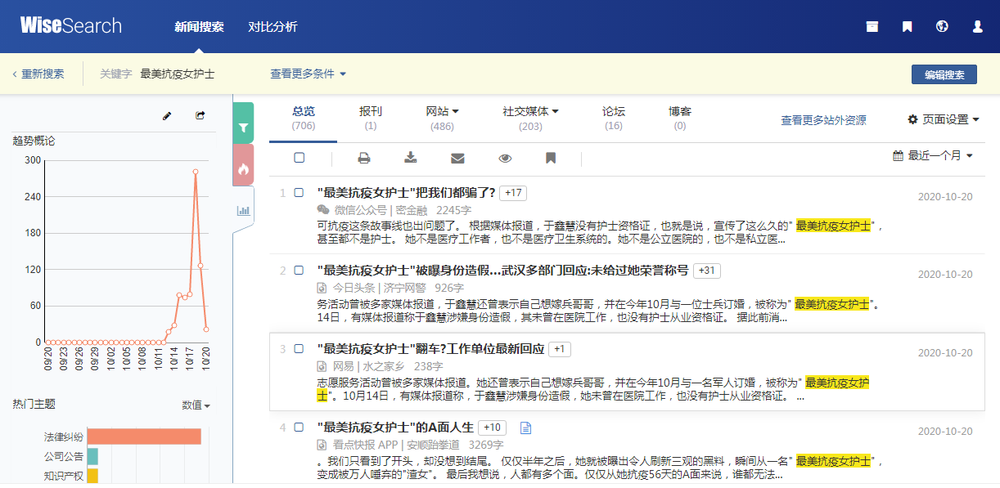 WiseSearch
新闻搜索
对比分析
重新搜索
关键字 最美抗疫女护士
查看更多条件
编辑搜索
总览
(706)
报刊
(1)
网站
(486)
社交媒体
(203)
论坛
(16)
博客
(0)
查看更多站外资源
页面设置
最近一个月
趋势概论
300
240
180
120
60
0
09/20
09/23
09/26
09/29
10/02
10/05
10/08
10/11
10/14
10/17
10/20
热门主题
数值
法律纠纷
公司公告
知识产权
1
"最美抗疫女护士"把我们都骗了? +17
2020-10-20
微信公众号 | 密金融 2245字
可抗疫这条故事线也出问题了。 根据媒体报道，于鑫慧没有护士资格证，也就是说，宣传了这么久的" 最美抗疫女护士"，
甚至都不是护士。 她不是医疗工作者，也不是医疗卫生系统的。她不是公立医院的，也不是私立医...
2
"最美抗疫女护士"被曝身份造假...武汉多部门回应:未给过她荣誉称号 +31
2020-10-20
今日头条 | 济宁网警 926字
务活动曾被多家媒体报道，于鑫慧还曾表示自己想嫁兵哥哥，并在今年10月与一位士兵订婚，被称为" 最美抗疫女护士"。
14日，有媒体报道称于鑫慧涉嫌身份造假，其未曾在医院工作，也没有护士从业资格证。 据此前消...
3
"最美抗疫女护士"翻车?工作单位最新回应 +1
2020-10-20
网易 | 水之家乡 238字
志愿服务活动曾被多家媒体报道。她还曾表示自己想嫁兵哥哥，并在今年10月与一名军人订婚，被称为" 最美抗疫女护
士"。10月14日，有媒体报道称，于鑫慧涉嫌身份造假，她未曾在医院工作，也没有护士从业资格证。 ...
4
"最美抗疫女护士"的A面人生 +10
2020-10-20
看点快报 APP | 安顺跆拳道 3269字
。我们只看到了开头，却没想到结尾。 仅仅半年之后，她就被曝出令人刷新三观的黑料，瞬间从一名" 最美抗疫女护士"，
变成被万人唾弃的"渣女"。 最后我想说，人都有多个面。仅仅从她抗疫56天的A面来说，谁都无法...